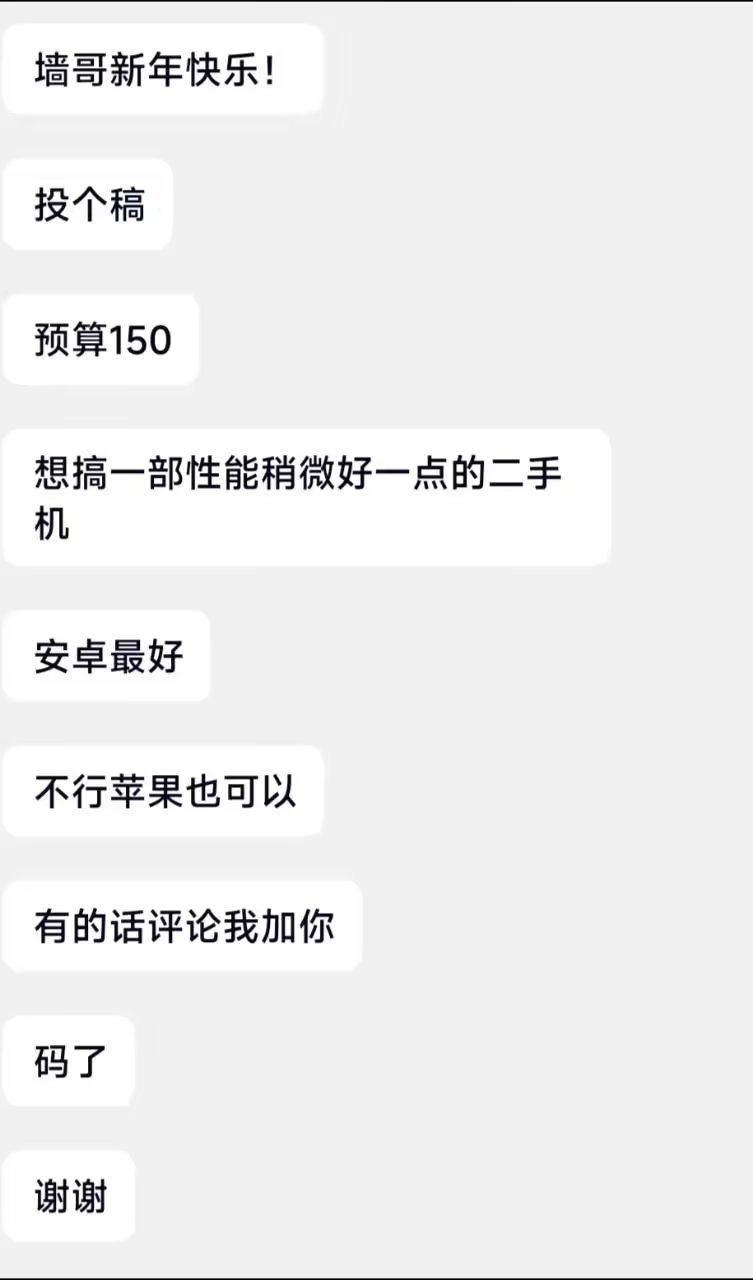 墙哥新年快乐！
投个稿
预算150
想搞一部性能稍微好一点的二手
机
安卓最好
不行苹果也可以
有的话评论我加你
码了
谢谢